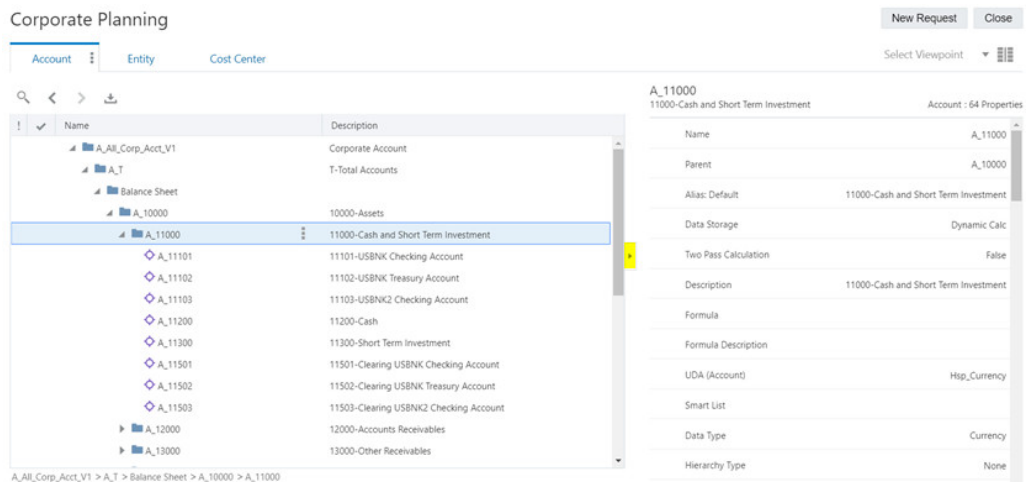 Corporate Planning
New Request Close
Account Entity Cost Center
Select Viewpoint
! Name Description
A_All_Corp_Acct_V1 Corporate Account
A_T T-Total Accounts
Balance Sheet
A_10000 10000-Assets
A_11000 11000-Cash and Short Term Investment
A_11101 11101-USBNK Checking Account
A_11102 11102-USBNK Treasury Account
A_11103 11103-USBNK2 Checking Account
A_11200 11200-Cash
A_11300 11300-Short Term Investment
A_11501 11501-Clearing USBNK Checking Account
A_11502 11502-Clearing USBNK Treasury Account
A_11503 11503-Clearing USBNK2 Checking Account
A_12000 12000-Accounts Receivables
A_13000 13000-Other Receivables
A_All_Corp_Acct_V1 > A_T > Balance Sheet > A_10000 > A_11000
A_11000
11000-Cash and Short Term Investment Account : 64 Properties
Name A_11000
Parent A_10000
Alias: Default 11000-Cash and Short Term Investment
Data Storage Dynamic Calc
Two Pass Calculation False
Description 11000-Cash and Short Term Investment
Formula
Formula Description
UDA (Account) Hsp_Currency
Smart List
Data Type Currency
Hierarchy Type None